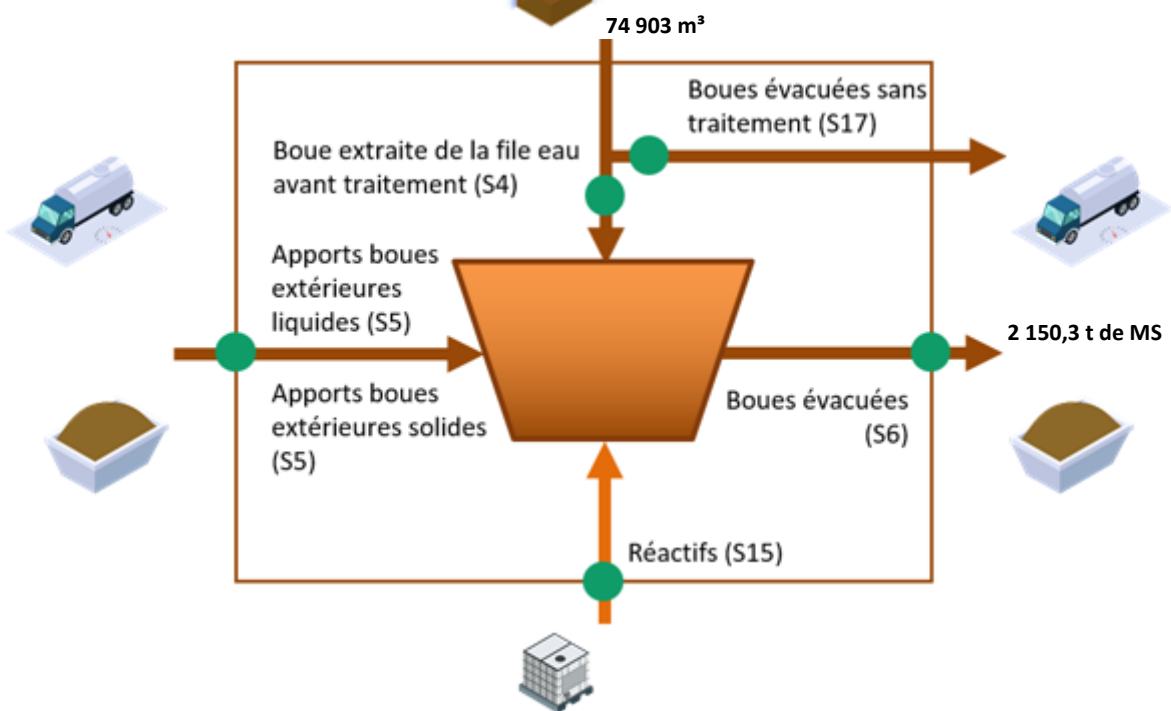 74 903 m³
Boues évacuées sans
traitement (S17)
Boue extraite de la file eau
avant traitement (S4)
Apports boues
extérieures
liquides (S5)
2 150,3 t de MS
Apports boues
extérieures solides
(S5)
Boues évacuées
(S6)
Réactifs (S15)